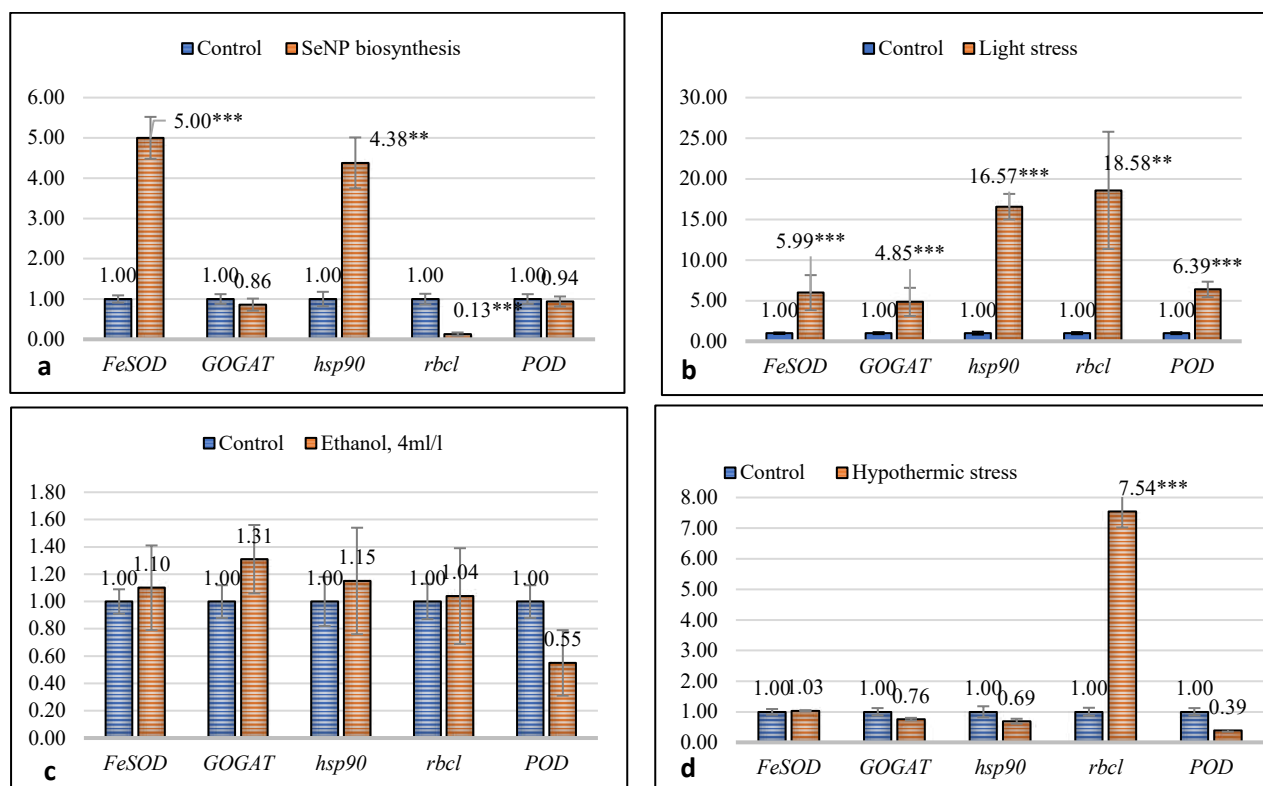 Control SeNP biosynthesis
6.00
5.00
4.00
3.00
2.00
1.00
0.00
5.00***
4.38**
1.00 1.00 0.86 1.00 1.00 0.13*** 1.00 0.94
FeSOD GOGAT hsp90 rbcl POD
a
Control Light stress
30.00
25.00
20.00
15.00
10.00
5.00
0.00
18.58**
16.57***
5.99*** 4.85*** 6.39***
1.00 1.00 1.00 1.00 1.00
FeSOD GOGAT hsp90 rbcl POD
b
Control Ethanol, 4ml/l
1.80
1.60
1.40
1.20
1.00
0.80
0.60
0.40
0.20
0.00
1.00 1.10 1.00 1.31 1.00 1.15 1.00 1.04 1.00 0.55
FeSOD GOGAT hsp90 rbcl POD
c
Control Hypothermic stress
8.00
7.00
6.00
5.00
4.00
3.00
2.00
1.00
0.00
7.54***
1.00 1.03 1.00 0.76 1.00 0.69 1.00 1.00 0.39
FeSOD GOGAT hsp90 rbcl POD
d